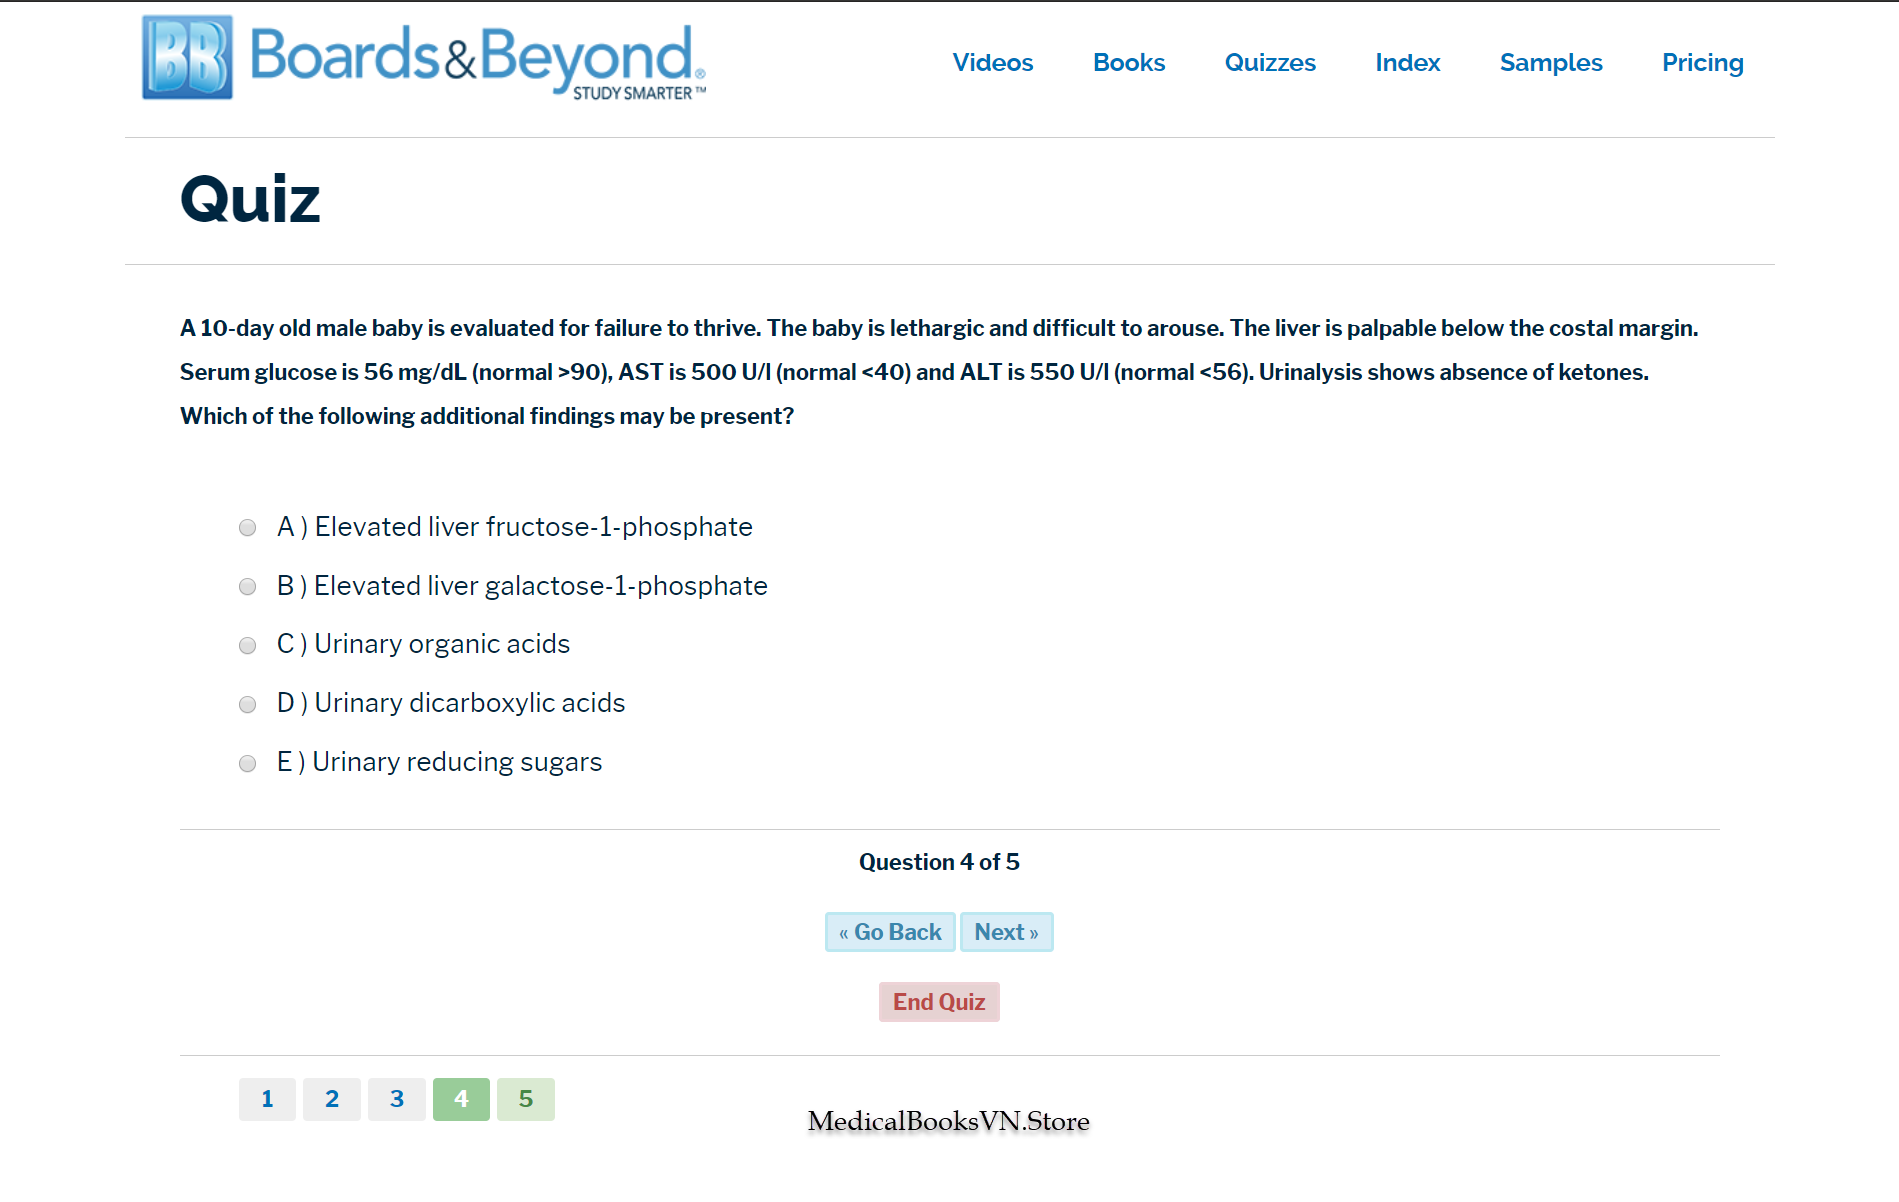 BB Boards&Beyond®
STUDY SMARTER™
Videos Books Quizzes Index Samples Pricing
Quiz
A 10-day old male baby is evaluated for failure to thrive. The baby is lethargic and difficult to arouse. The liver is palpable below the costal margin.
Serum glucose is 56 mg/dL (normal >90), AST is 500 U/l (normal <40) and ALT is 550 U/l (normal <56). Urinalysis shows absence of ketones.
Which of the following additional findings may be present?
A ) Elevated liver fructose-1-phosphate
B ) Elevated liver galactose-1-phosphate
C ) Urinary organic acids
D ) Urinary dicarboxylic acids
E ) Urinary reducing sugars
Question 4 of 5
« Go Back Next »
End Quiz
1 2 3 4 5
MedicalBooksVN.Store